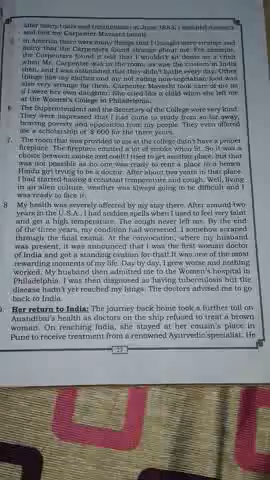 after many trials and tribulations in June 1883, I reached America
and met my Carpenter Maushi
In America there were many things that I thought were strange and
many that the Carpenters found strange about me. For example,
the Carpenters found it odd that I wouldn't sit down on a chair
when Mr. Carpenter was in the room, as was the custom in India
then, and I was astonished that they didn't bathe every day. Other
things like my clothes and my not eating non-vegetarian food was
also very strange for them. Carpenter Maushi took care of me as
if I were her own daughter. She cried like a child when she left me
at the Women's College in Philadelphia.
6. The Superintendent and the Secretary of the College were very kind.
They were impressed that I had come to study from so far away,
braving poverty and opposition from my people. They even offered
me a scholarship of $ 600 for the three years.
7. The room that was provided to me at the college didn't have a proper
fireplace. The fireplace emitted a lot of smoke when lit. So, it was a
choice between smoke and cold! I tried to get another place, but that
was not possible as no one was ready to rent a place to a brown
Hindu girl trying to be a doctor. After about two years in that place
I had started having a constant temperature and cough. Well, living
in an alien culture, weather was always going to be difficult and I
was ready to face it.
8 My health was severely affected by my stay there. After around two
years in the U.S.A., I had sudden spells when I used to feel very faint
and get a high temperature. The cough never left me. By the end
of the three years, my condition had worsened. I somehow scraped
through the final exams. At the convocation, where my husband
was present, it was announced that I was the first woman doctor
of India and got a standing ovation for that! It was one of the most
rewarding moments of my life. Day by day, I grew worse and nothing
worked. My husband then admitted me to the Women's hospital in
Philadelphia. I was then diagnosed as having tuberculosis but the
disease hadn't yet reached my lungs. The doctors advised me to go
back to India.
Her return to India: The journey back home took a further toll on
Anandibai's health as doctors on the ship refused to treat a brown
woman. On reaching India, she stayed at her cousin's place in
Pune to receive treatment from a renowned Ayurvedic specialist. He